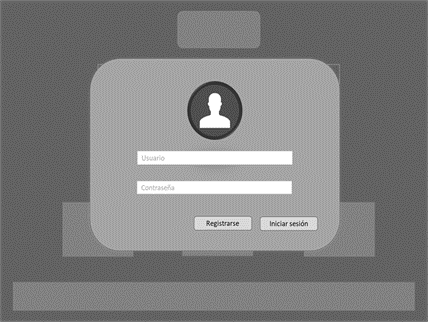 Usuario
Contraseña
Registrarse
Iniciar sesión